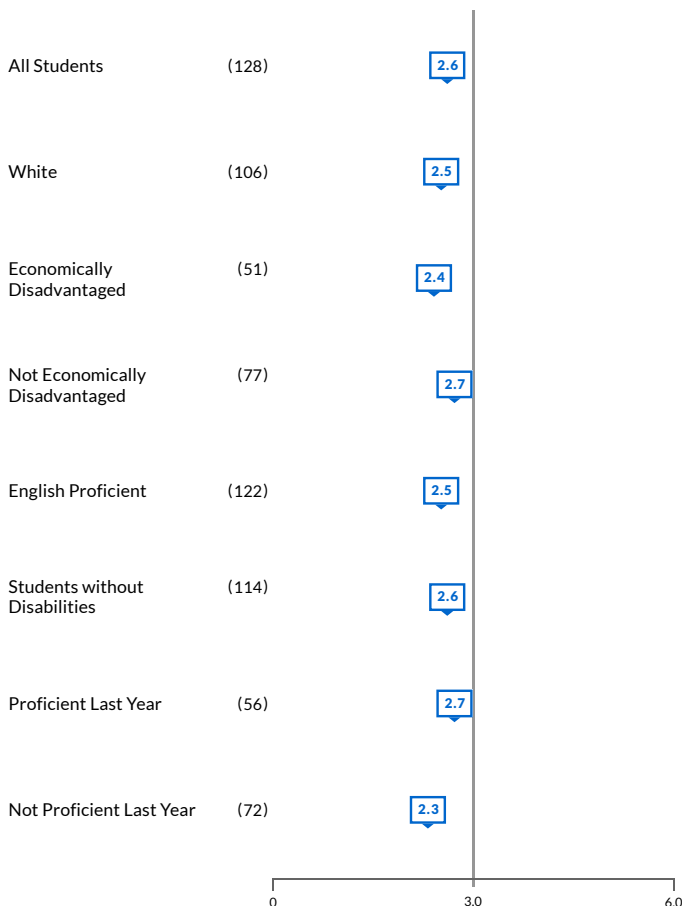 All Students (128) 2.6
White (106) 2.5
Economically (51) 2.4
Disadvantaged
Not Economically (77) 2.7
Disadvantaged
English Proficient (122) 2.5
Students without (114) 2.6
Disabilities
Proficient Last Year (56) 2.7
Not Proficient Last Year (72) 2.3
0 3.0 6.0